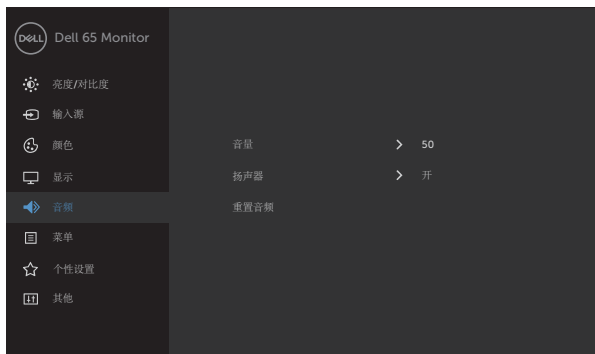 DELL Dell 65 Monitor
亮度/对比度
输入源
颜色
音量 50
显示
扬声器 开
音频
重置音频
菜单
个性设置
其他